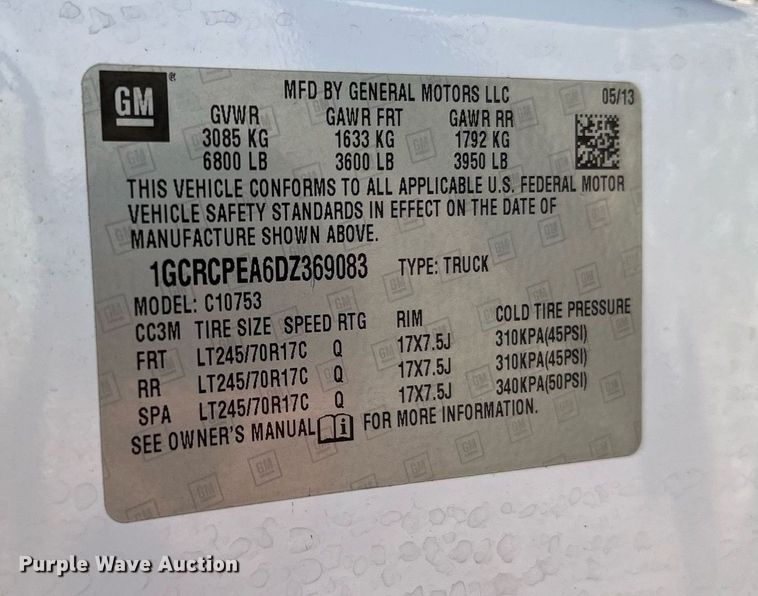 GM ®
MFD BY GENERAL MOTORS LLC 05/13
GVWR GAWR FRT GAWR RR
3085 KG 1633 KG 1792 KG
6800 LB 3600 LB 3950 LB
THIS VEHICLE CONFORMS TO ALL APPLICABLE U.S. FEDERAL MOTOR
VEHICLE SAFETY STANDARDS IN EFFECT ON THE DATE OF
MANUFACTURE SHOWN ABOVE.
1GCRCPEA6DZ369083 TYPE: TRUCK
MODEL: C10753
CC3M TIRE SIZE SPEED RTG RIM COLD TIRE PRESSURE
FRT LT245/70R17C Q 17X7.5J 310KPA(45PSI)
RR LT245/70R17C Q 17X7.5J 310KPA(45PSI)
SPA LT245/70R17C Q 17X7.5J 340KPA(50PSI)
SEE OWNER'S MANUAL i FOR MORE INFORMATION.
Purple Wave Auction